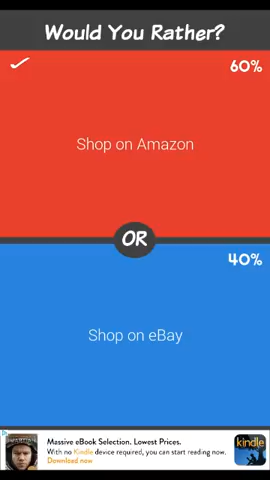 Would You Rather?
60%
Shop on Amazon
OR
40%
Shop on eBay
Massive eBook Selection. Lowest Prices.
With no Kindle device required, you can start reading now.
Download now
kindle